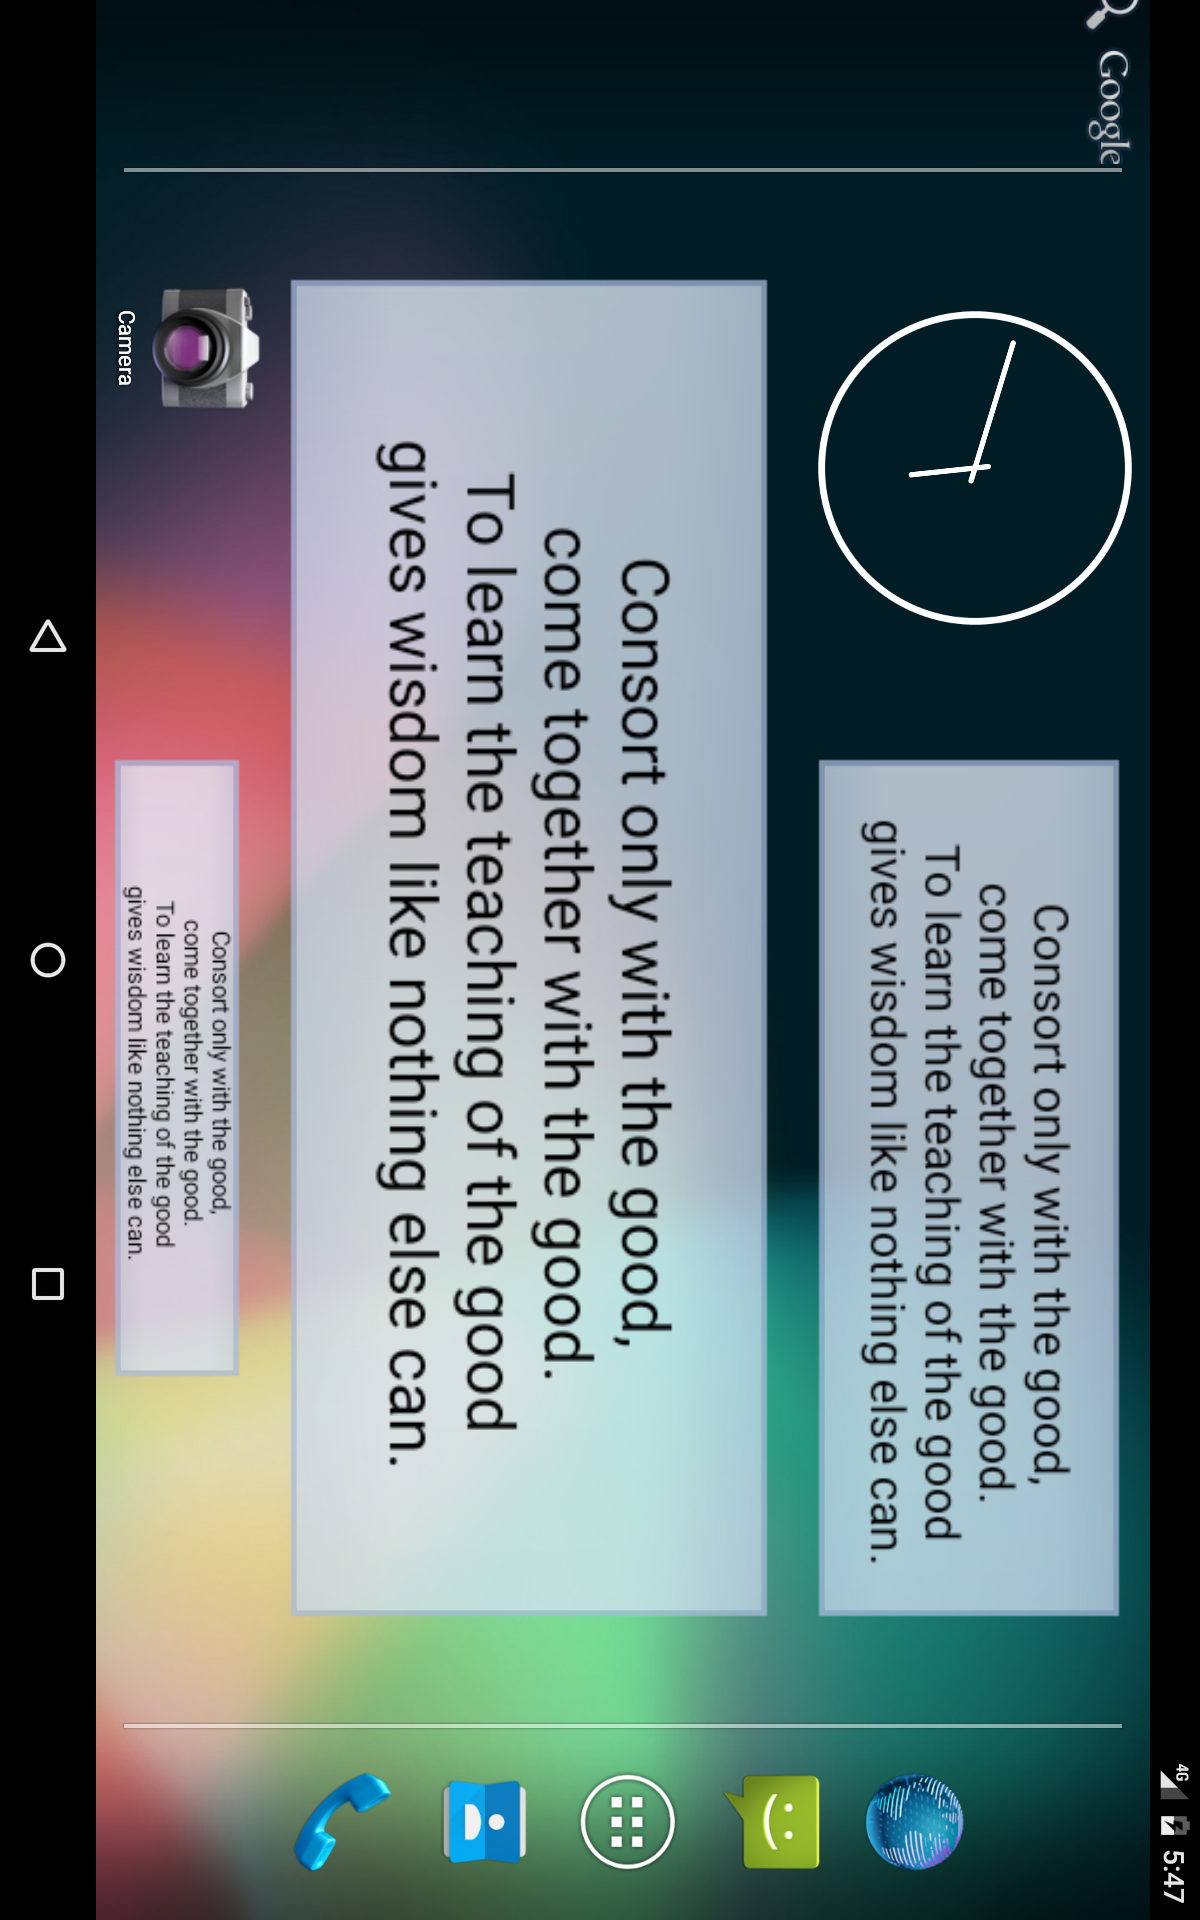 4G 5:47
Google
Consort only with the good,
come together with the good.
To learn the teaching of the good
gives wisdom like nothing else can.
Consort only with the good,
come together with the good.
To learn the teaching of the good
gives wisdom like nothing else can.
Camera
Consort only with the good,
come together with the good.
To learn the teaching of the good
gives wisdom like nothing else can.